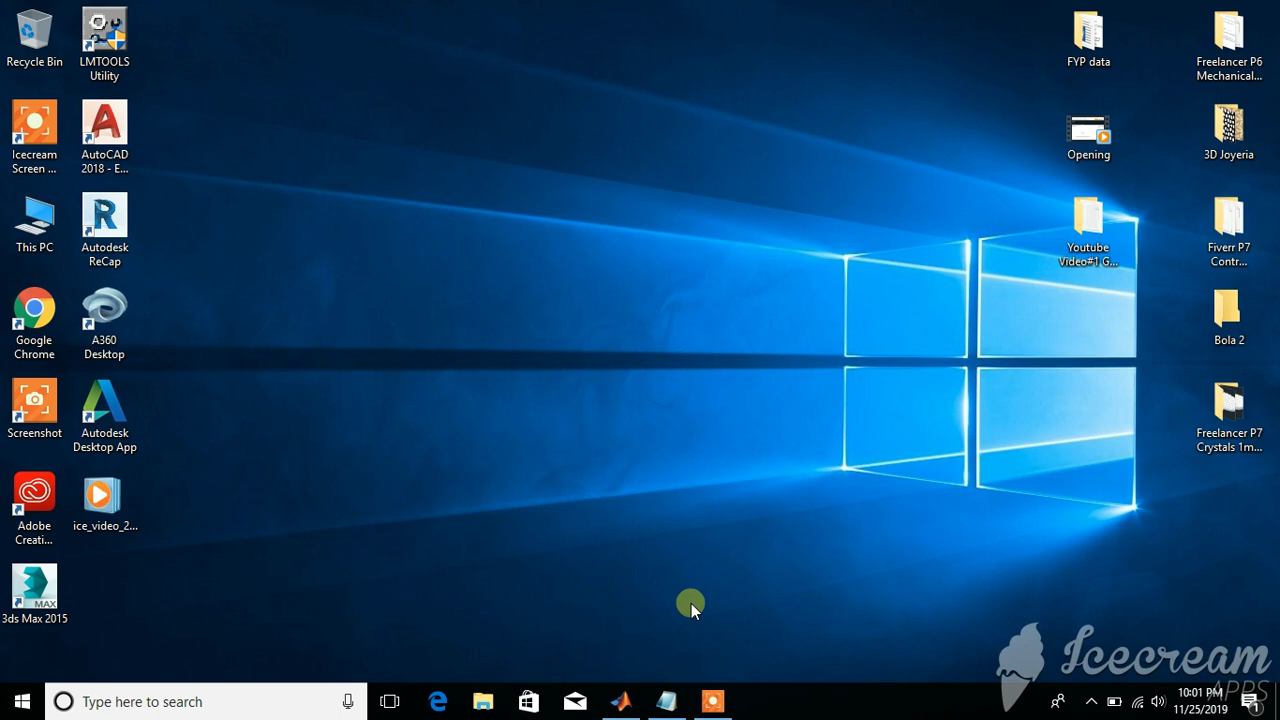 Recycle Bin
LMTOOLS
Utility
Icecream
Screen ...
AutoCAD
2018 - E...
This PC
Autodesk
ReCap
Google
Chrome
A360
Desktop
Screenshot
Autodesk
Desktop App
Adobe
Creati...
ice_video_2...
MAX
3ds Max 2015
FYP data
Freelancer P6
Mechanical...
Opening
3D Joyeria
Youtube
Video#1 G...
Fiverr P7
Contr...
Bola 2
Freelancer P7
Crystals 1m...
Icecream
APPS
Type here to search
10:01 PM
11/25/2019
1